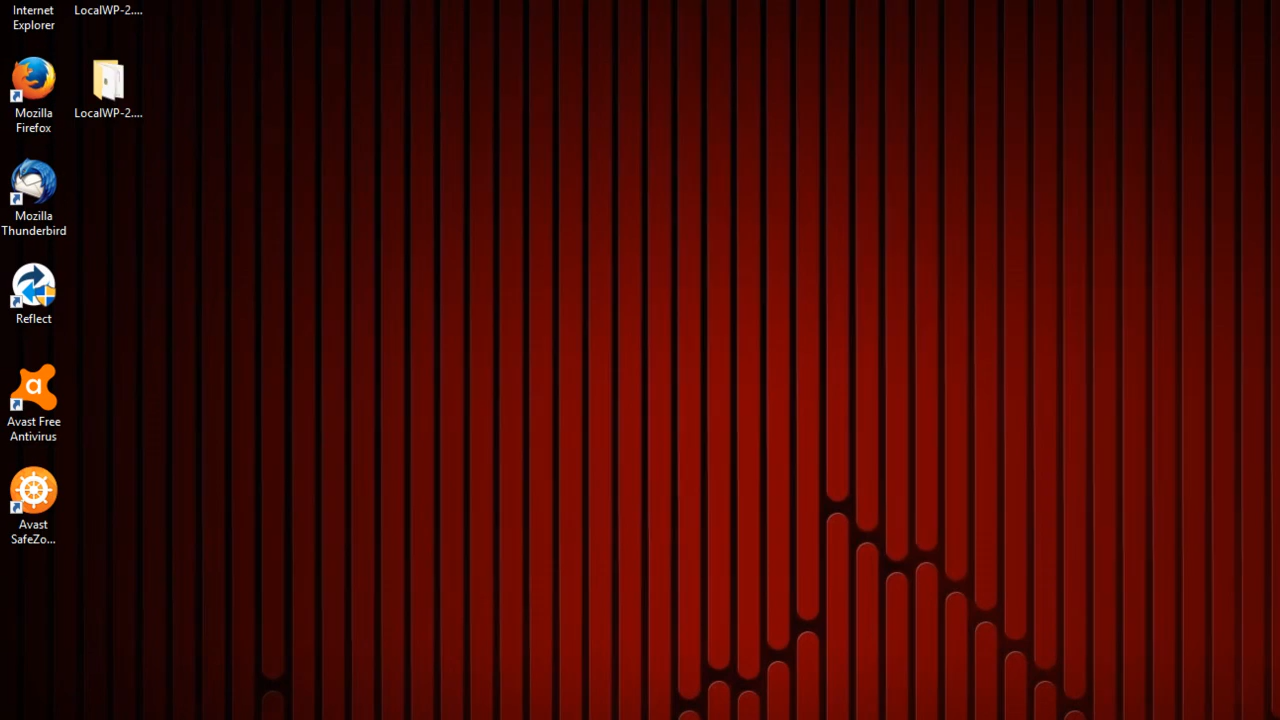 Internet
Explorer
LocalWP-2....
Mozilla
Firefox
LocalWP-2....
Mozilla
Thunderbird
Reflect
Avast Free
Antivirus
Avast
SafeZo...